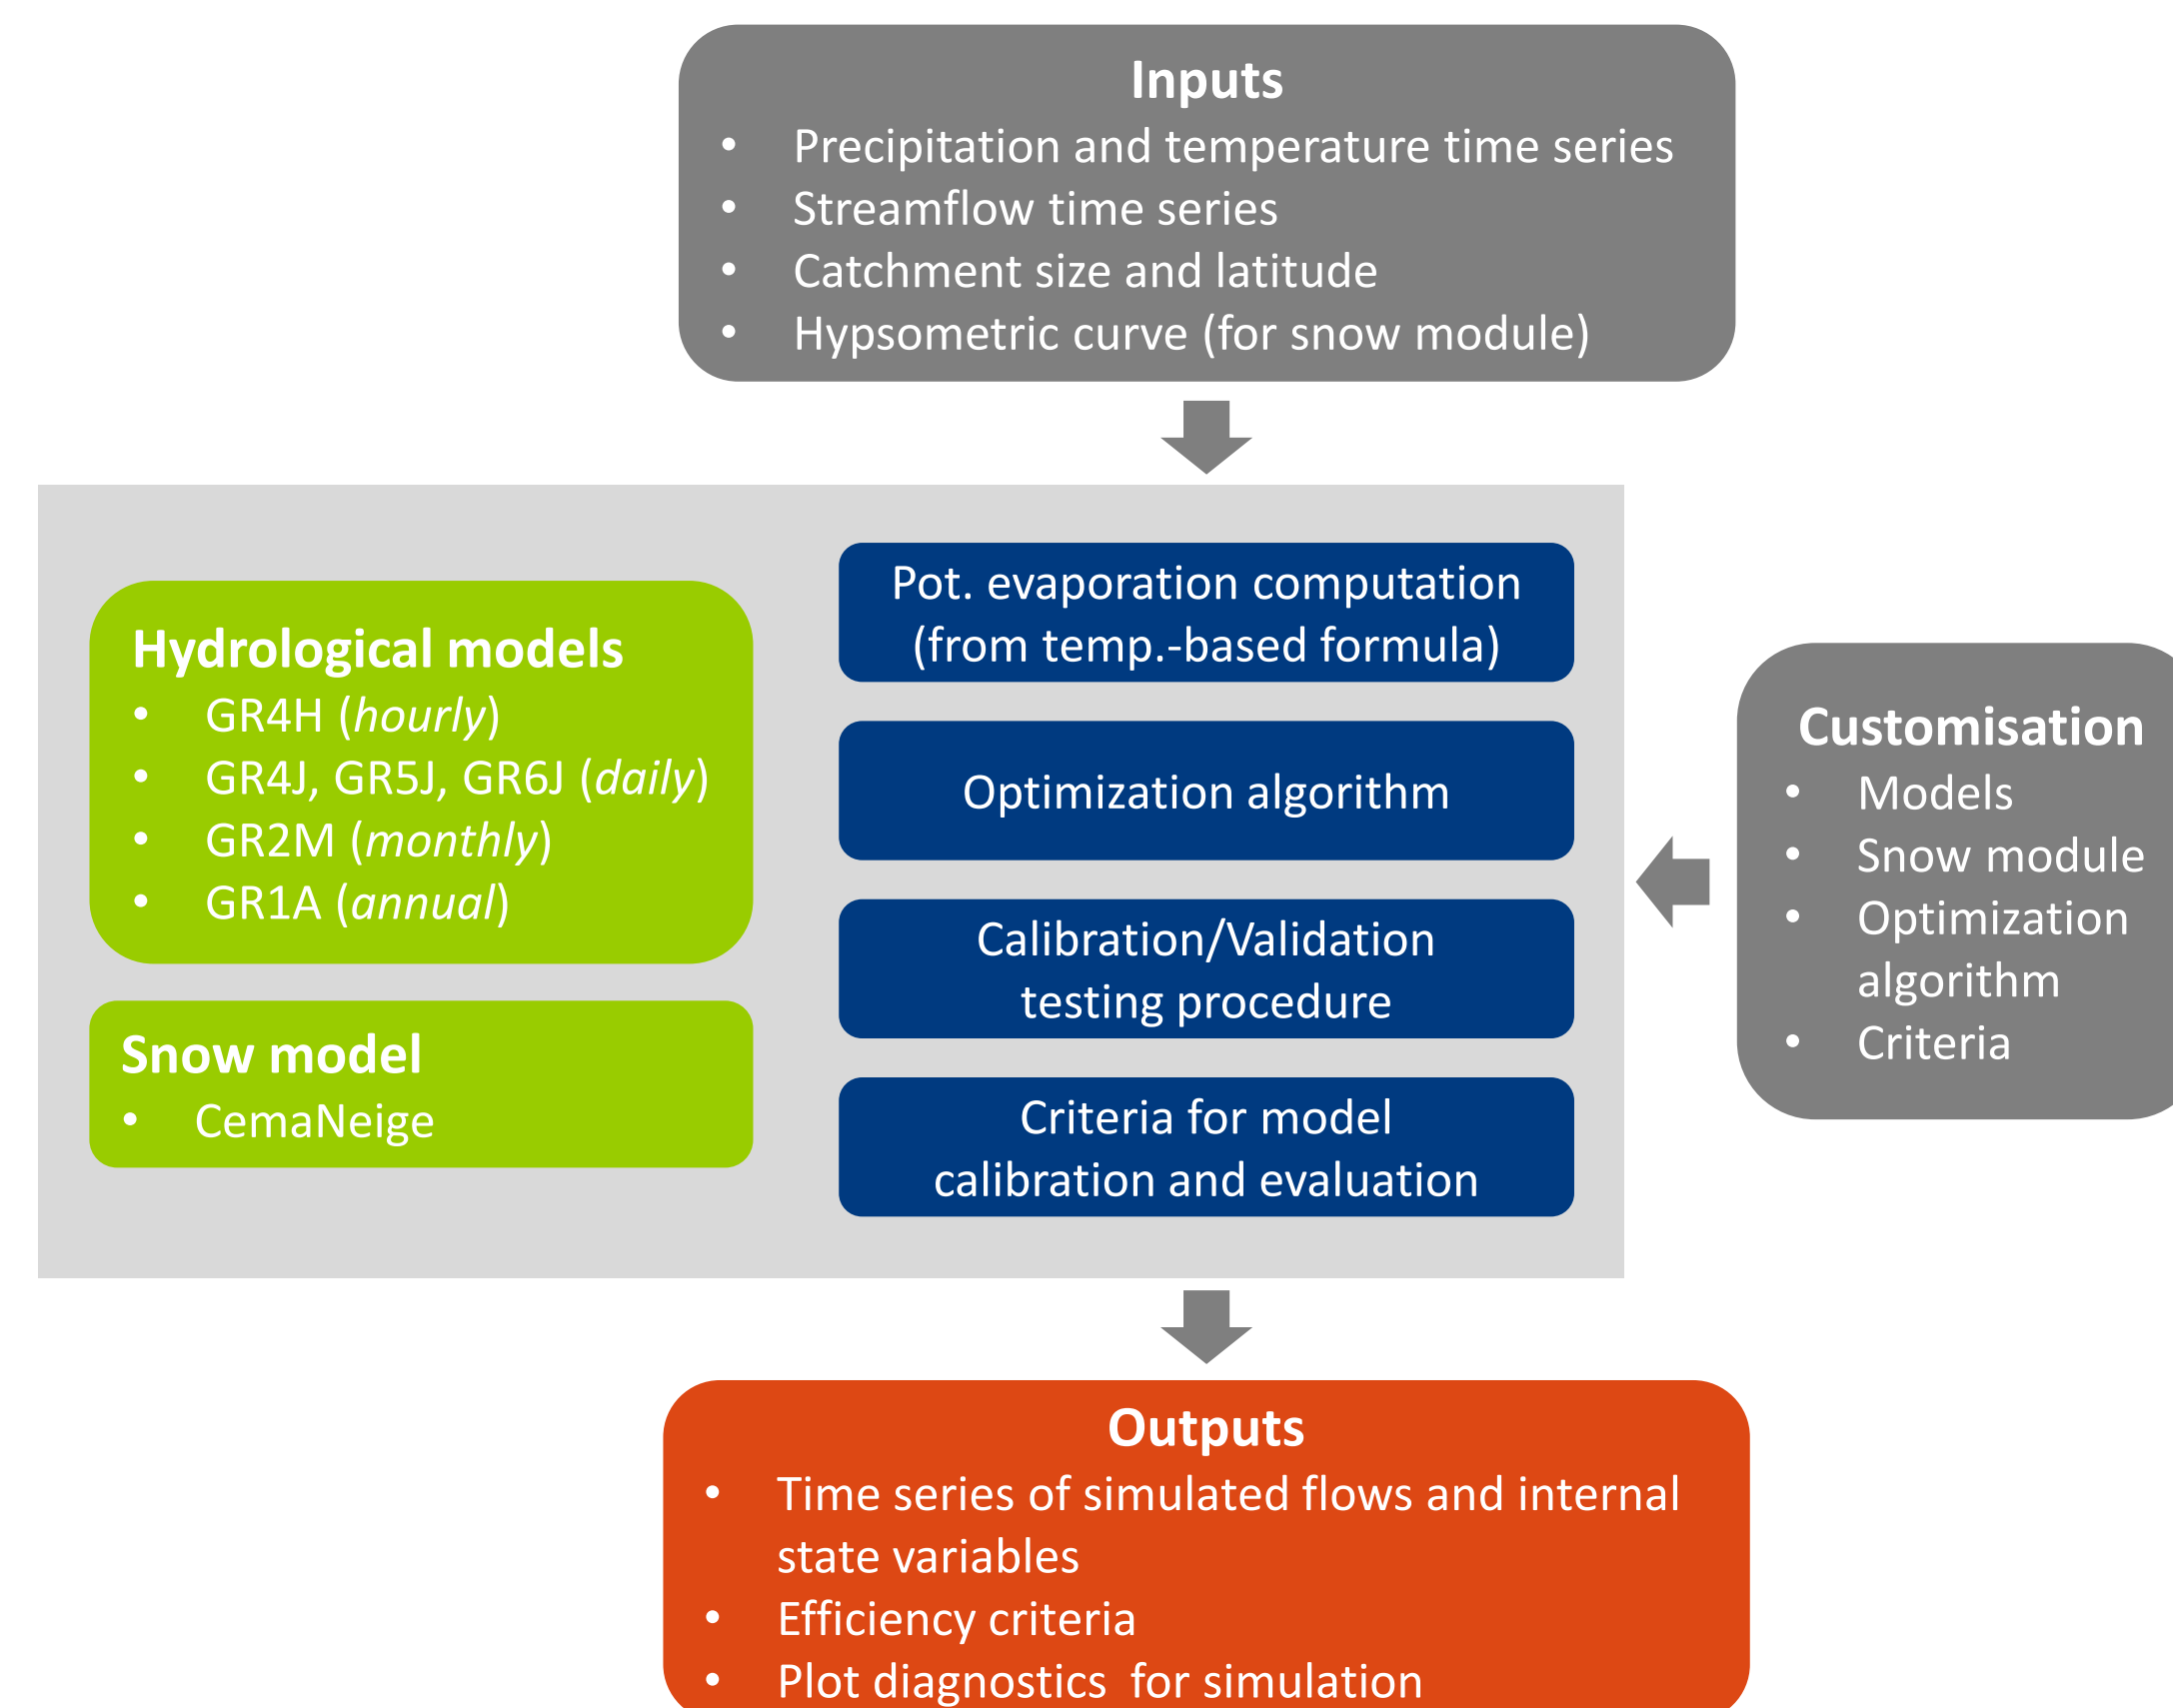 Inputs
• Precipitation and temperature time series
• Streamflow time series
• Catchment size and latitude
• Hypsometric curve (for snow module)
Hydrological models
• GR4H (hourly)
• GR4J, GR5J, GR6J (daily)
• GR2M (monthly)
• GR1A (annual)
Snow model
• CemaNeige
Pot. evaporation computation
(from temp.-based formula)
Optimization algorithm
Calibration/Validation
testing procedure
Criteria for model
calibration and evaluation
Customisation
• Models
• Snow module
• Optimization
algorithm
• Criteria
Outputs
• Time series of simulated flows and internal
state variables
• Efficiency criteria
• Plot diagnostics for simulation